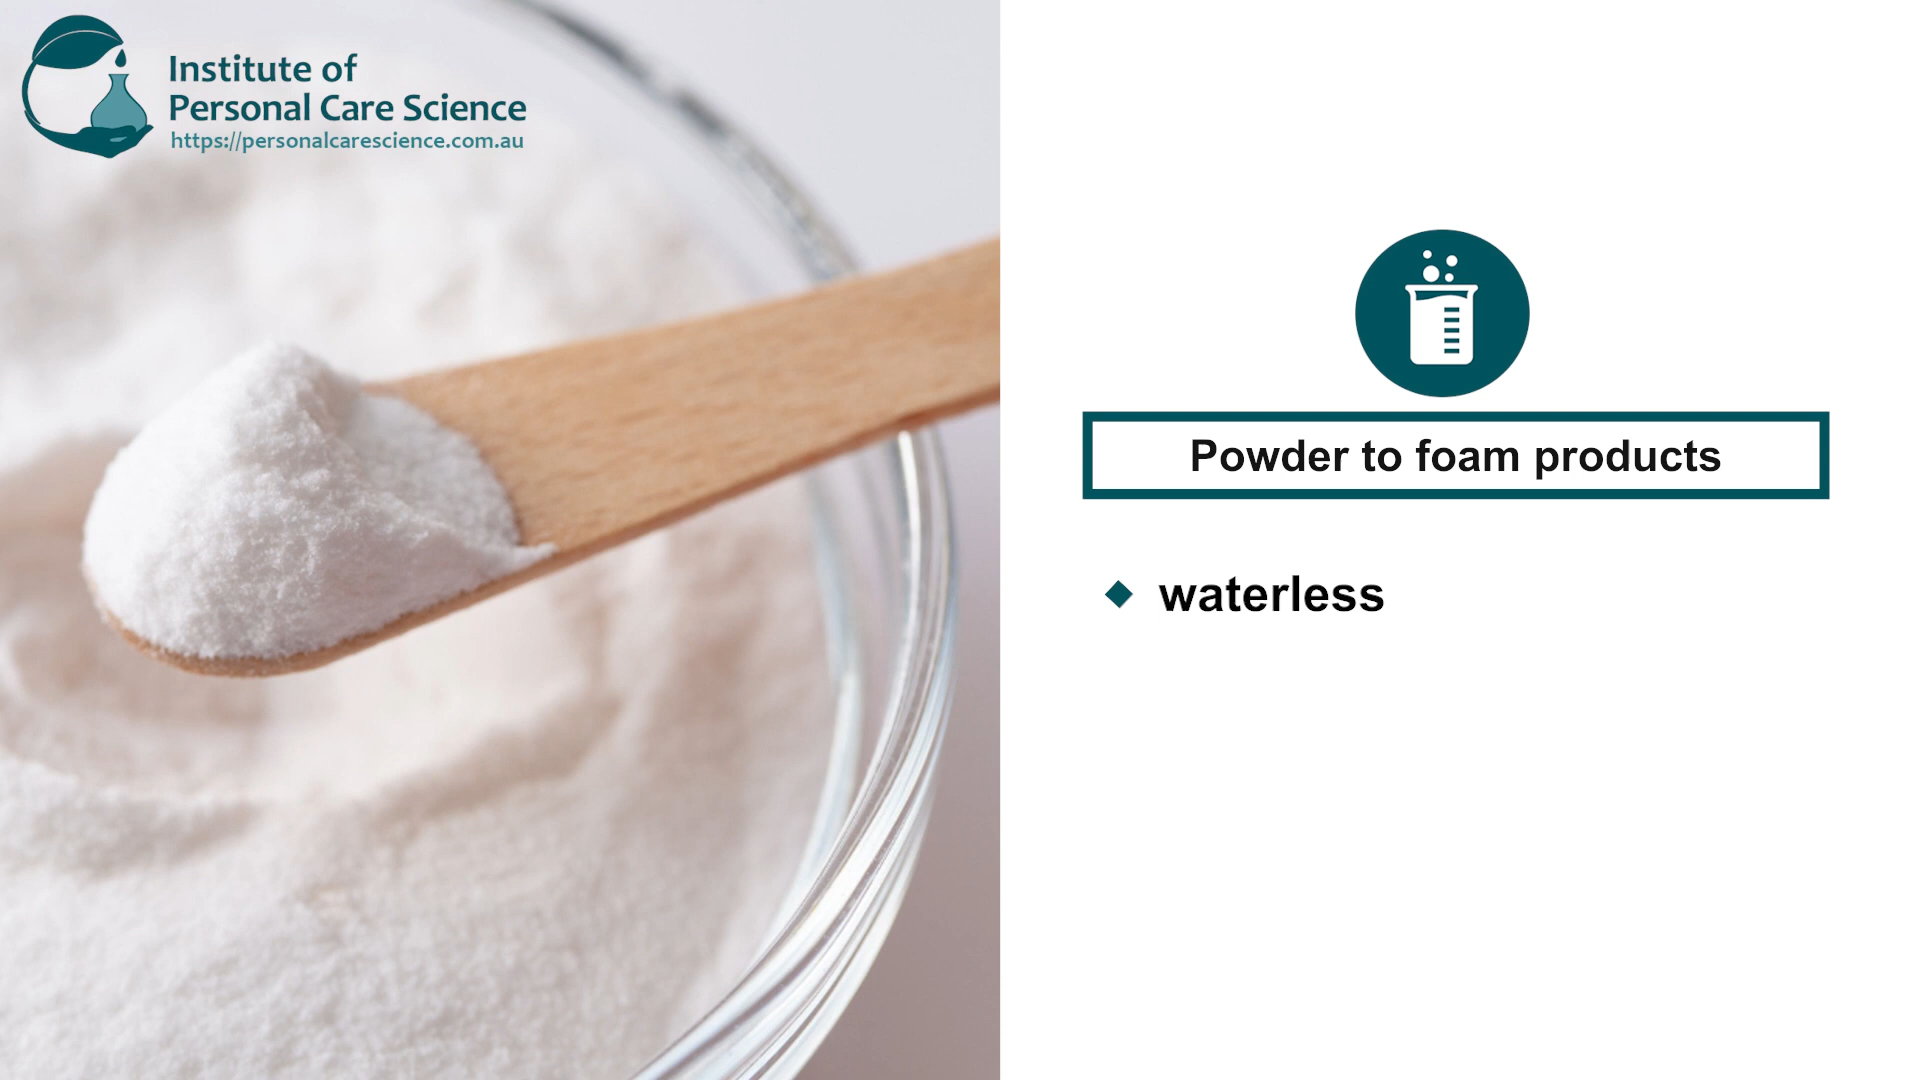 Institute of
Personal Care Science
https://personalcarescience.com.au
Powder to foam products
waterless